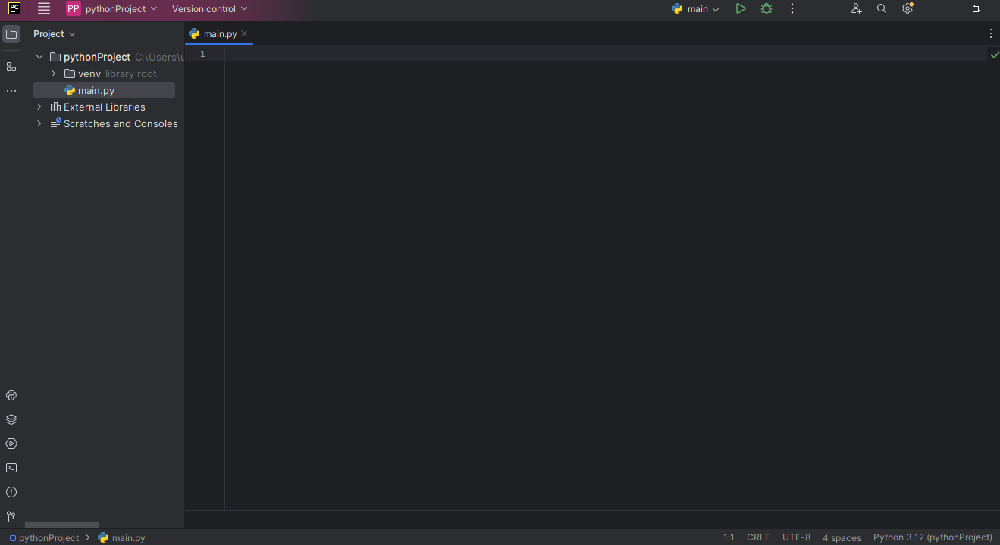 PC PP pythonProject Version control main
Project main.py
pythonProject C:\Users\u 1
venv library root
main.py
External Libraries
Scratches and Consoles
pythonProject main.py 1:1 CRLF UTF-8 4 spaces Python 3.12 (pythonProject)